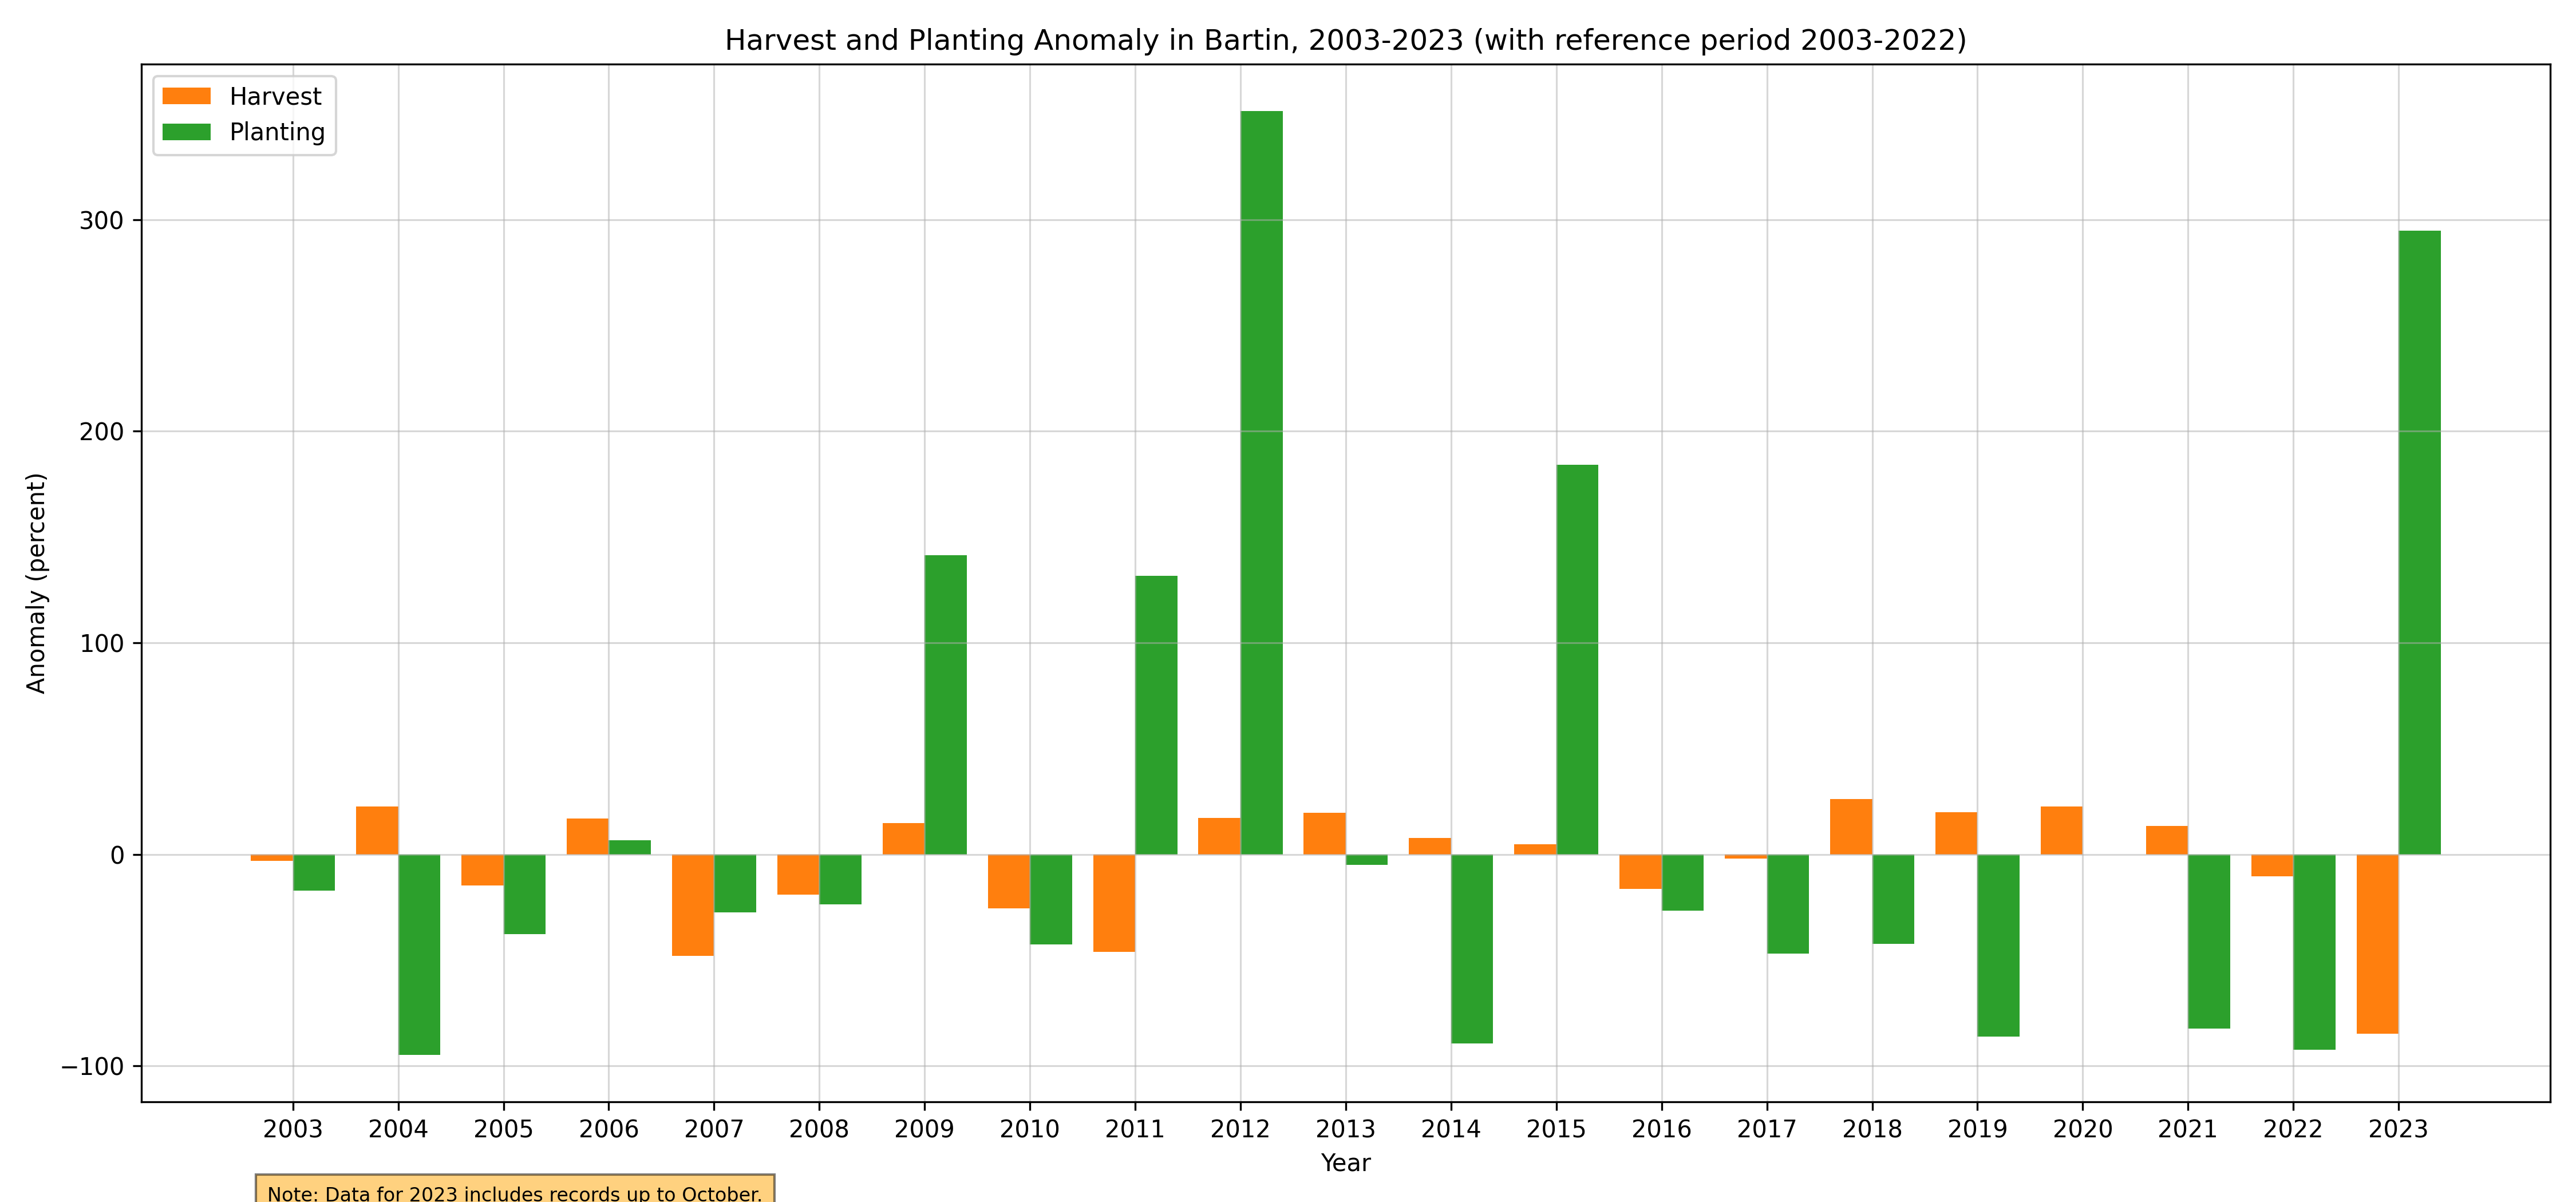 Harvest and Planting Anomaly in Bartin, 2003-2023 (with reference period 2003-2022)
Harvest
Planting
300
200
100
0
−100
Anomaly (percent)
2003 2004 2005 2006 2007 2008 2009 2010 2011 2012 2013 2014 2015 2016 2017 2018 2019 2020 2021 2022 2023
Year
Note: Data for 2023 includes records up to October.